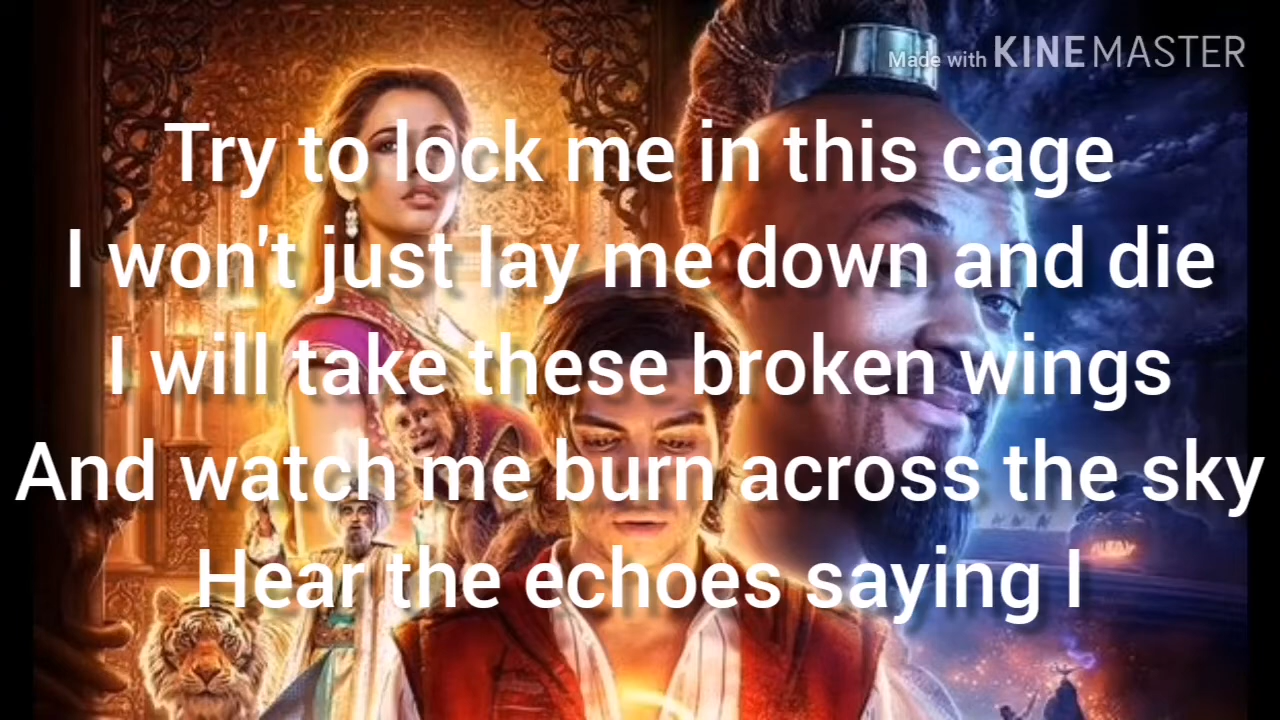 Made with KINEMASTER
Try to lock me in this cage
I won't just lay me down and die
I will take these broken wings
And watch me burn across the sky
Hear the echoes saying I